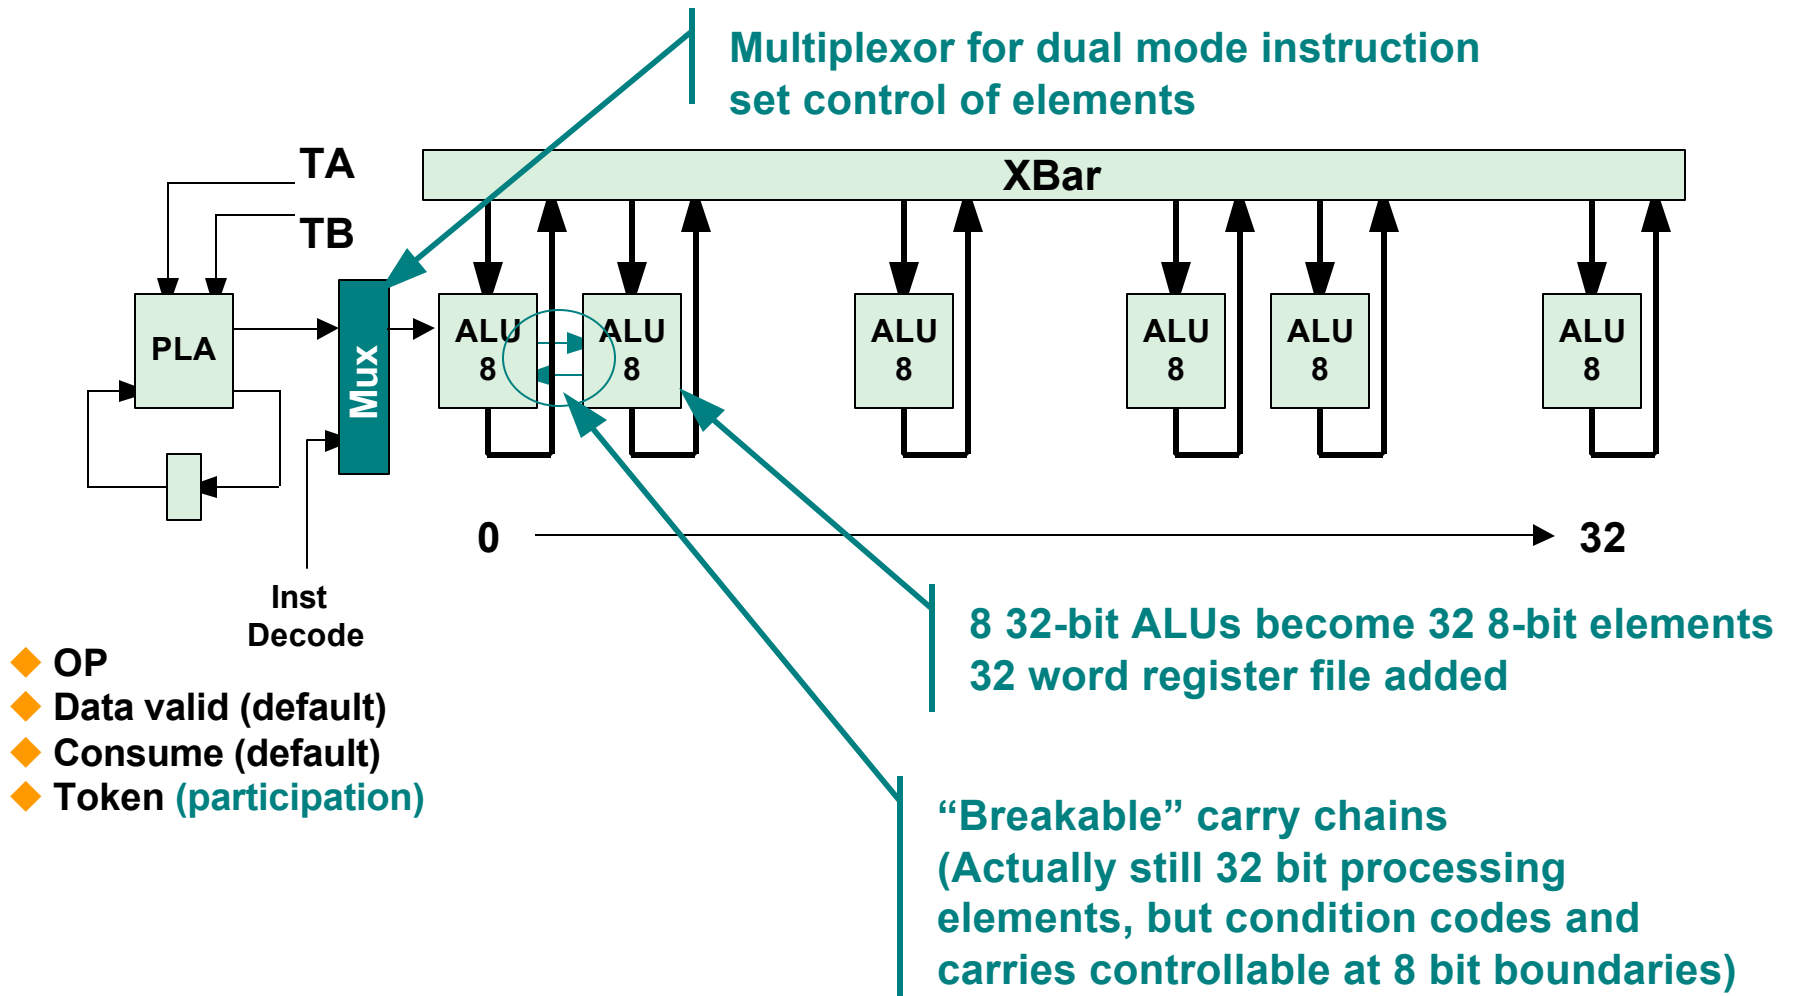 Multiplexor for dual mode instruction
set control of elements
TA
XBar
TB
PLA
Mux
ALU
8
ALU
8
ALU
8
ALU
8
ALU
8
ALU
8
0
32
Inst
Decode
OP
Data valid (default)
Consume (default)
Token (participation)
8 32-bit ALUs become 32 8-bit elements
32 word register file added
“Breakable” carry chains
(Actually still 32 bit processing
elements, but condition codes and
carries controllable at 8 bit boundaries)